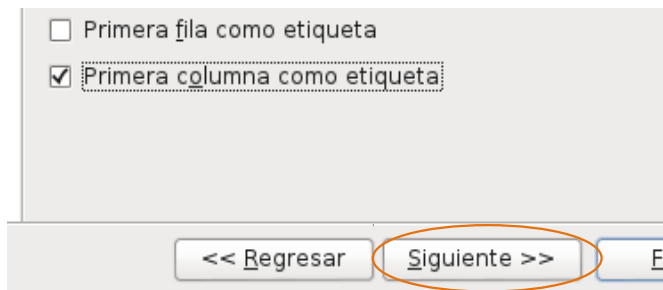 Primera fila como etiqueta
Primera columna como etiqueta
<< Regresar Siguiente >> F